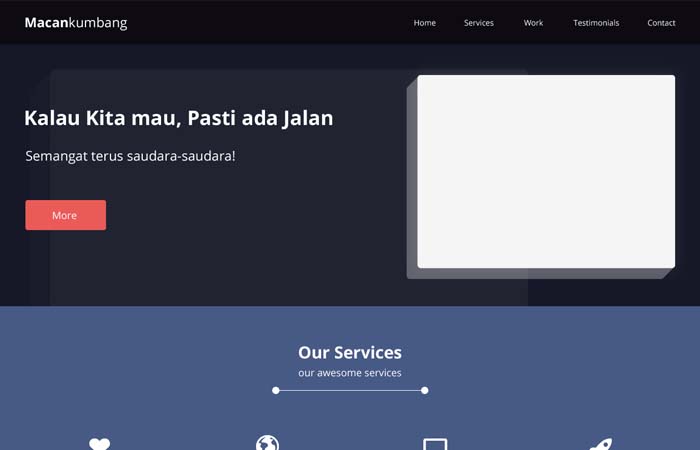 Macankumbang
Home Services Work Testimonials Contact
Kalau Kita mau, Pasti ada Jalan
Semangat terus saudara-saudara!
More
Our Services
our awesome services